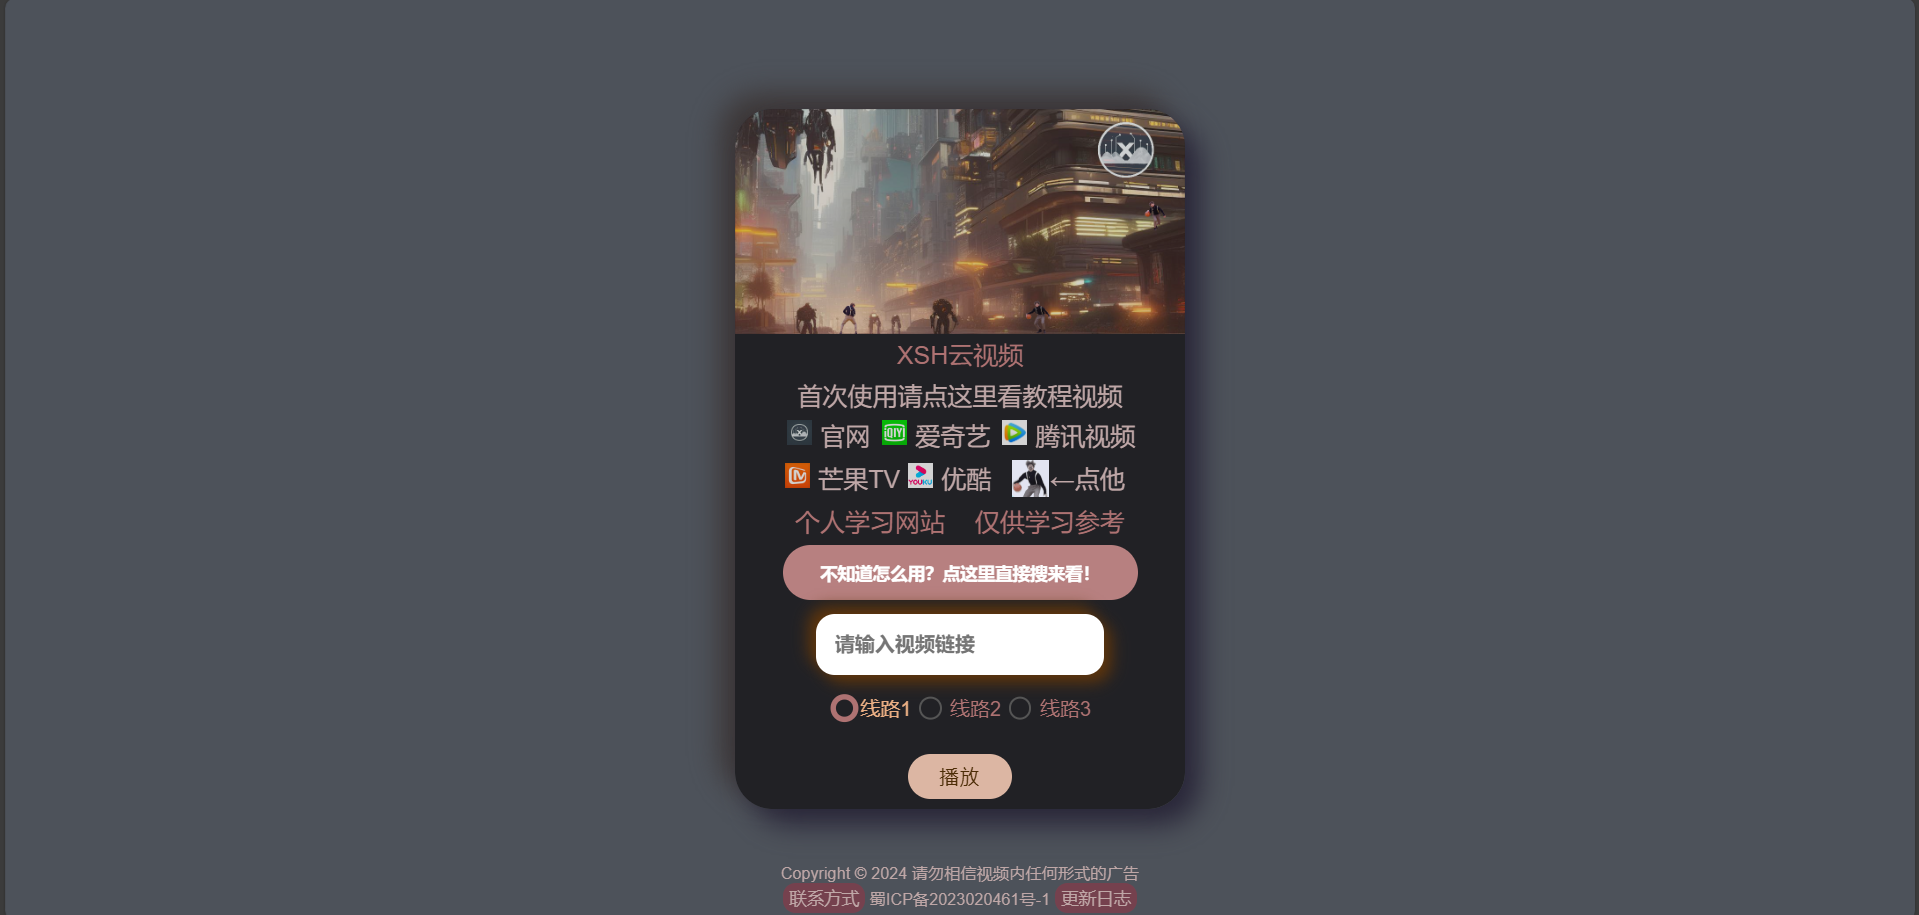 XSH云视频
首次使用请点这里看教程视频
官网 iQIY 爱奇艺 腾讯视频
芒果TV YOUKU 优酷 ←点他
个人学习网站 仅供学习参考
不知道怎么用？点这里直接搜来看！
请输入视频链接
线路1 线路2 线路3
播放
Copyright © 2024 请勿相信视频内任何形式的广告
联系方式 蜀ICP备2023020461号-1 更新日志